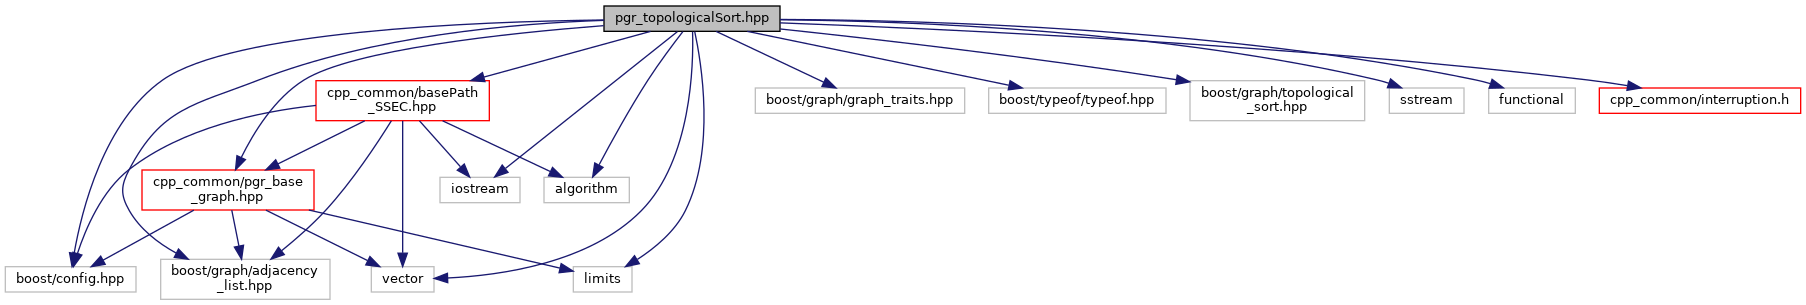 pgr_topologicalSort.hpp
cpp_common/basePath
_SSEC.hpp
boost/graph/graph_traits.hpp
boost/typeof/typeof.hpp
boost/graph/topological
_sort.hpp
sstream
functional
cpp_common/interruption.h
cpp_common/pgr_base
_graph.hpp
iostream
algorithm
boost/config.hpp
boost/graph/adjacency
_list.hpp
vector
limits